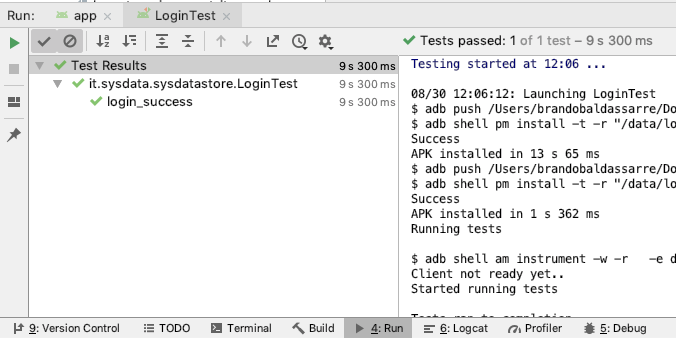 Run: app × LoginTest ×
Tests passed: 1 of 1 test – 9 s 300 ms
Test Results 9 s 300 ms
it.sysdata.sysdatastore.LoginTest 9 s 300 ms
login_success 9 s 300 ms
Testing started at 12:06 ...
08/30 12:06:12: Launching LoginTest
$ adb push /Users/brandobaldassarre/Do
$ adb shell pm install -t -r "/data/lo
Success
APK installed in 13 s 65 ms
$ adb push /Users/brandobaldassarre/Do
$ adb shell pm install -t -r "/data/lo
Success
APK installed in 1 s 362 ms
Running tests
$ adb shell am instrument -w -r   -e d
Client not ready yet..
Started running tests
Tests ran to completion.
9: Version Control TODO Terminal Build 4: Run 6: Logcat Profiler 5: Debug